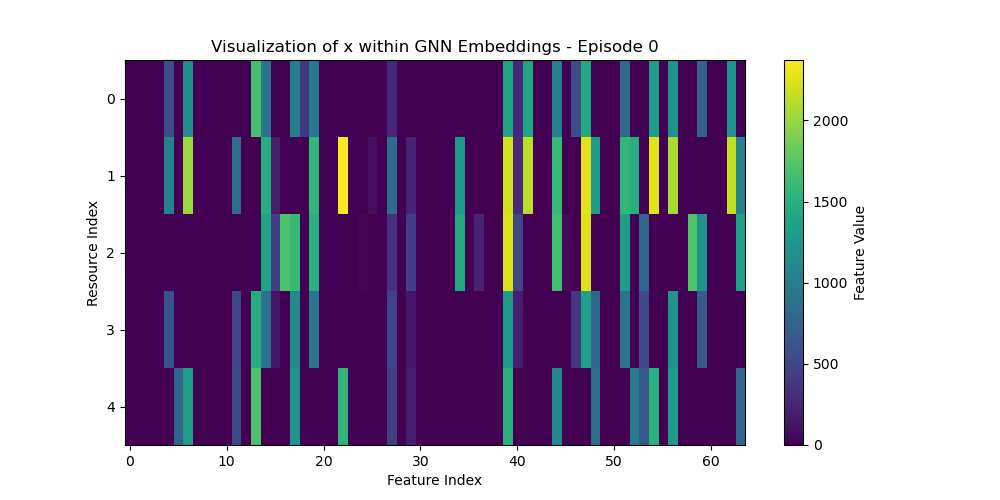 Visualization of x within GNN Embeddings - Episode 0
0
1
2
3
4
Resource Index
0 10 20 30 40 50 60
Feature Index
2000
1500
1000
500
0
Feature Value